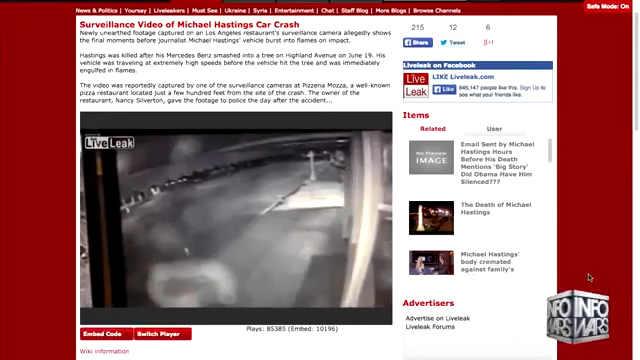 News & Politics Yoursay Liveleakers Must See Ukraine Syria Entertainment Chat Staff Blog More Blogs Browse Channels
Safe Mode: On
Surveillance Video of Michael Hastings Car Crash
Newly unearthed footage captured on an Los Angeles restaurant's surveillance camera allegedly shows
the final moments before journalist Michael Hastings' vehicle burst into flames on impact.
Hastings was killed after his Mercedes Benz smashed into a tree on Highland Avenue on June 19. His
vehicle was traveling at extremely high speeds before the vehicle hit the tree and was immediately
engulfed in flames.
The video was reportedly captured by one of the surveillance cameras at Pizzeria Mozza, a well-known
pizza restaurant located just a few hundred feet from the site of the crash. The owner of the
restaurant, Nancy Silverton, gave the footage to police the day after the accident...
LiveLeak
Plays: 85385 (Embed: 10196)
Embed Code
Switch Player
Wiki information
215 12 6
Share Tweet +1
Liveleak on Facebook
Live
Leak
LIKE Liveleak.com
Like 845,147 people like this. Sign Up to
see what your friends like.
Items
Related User
No Preview
IMAGE
Email Sent by Michael
Hastings Hours
Before His Death
Mentions 'Big Story'
Did Obama Have Him
Silenced???
The Death of Michael
Hastings
Michael Hastings'
body cremated
against family's
Advertisers
Advertise on Liveleak
Liveleak Forums
INFO
WARS
INFO
WARS